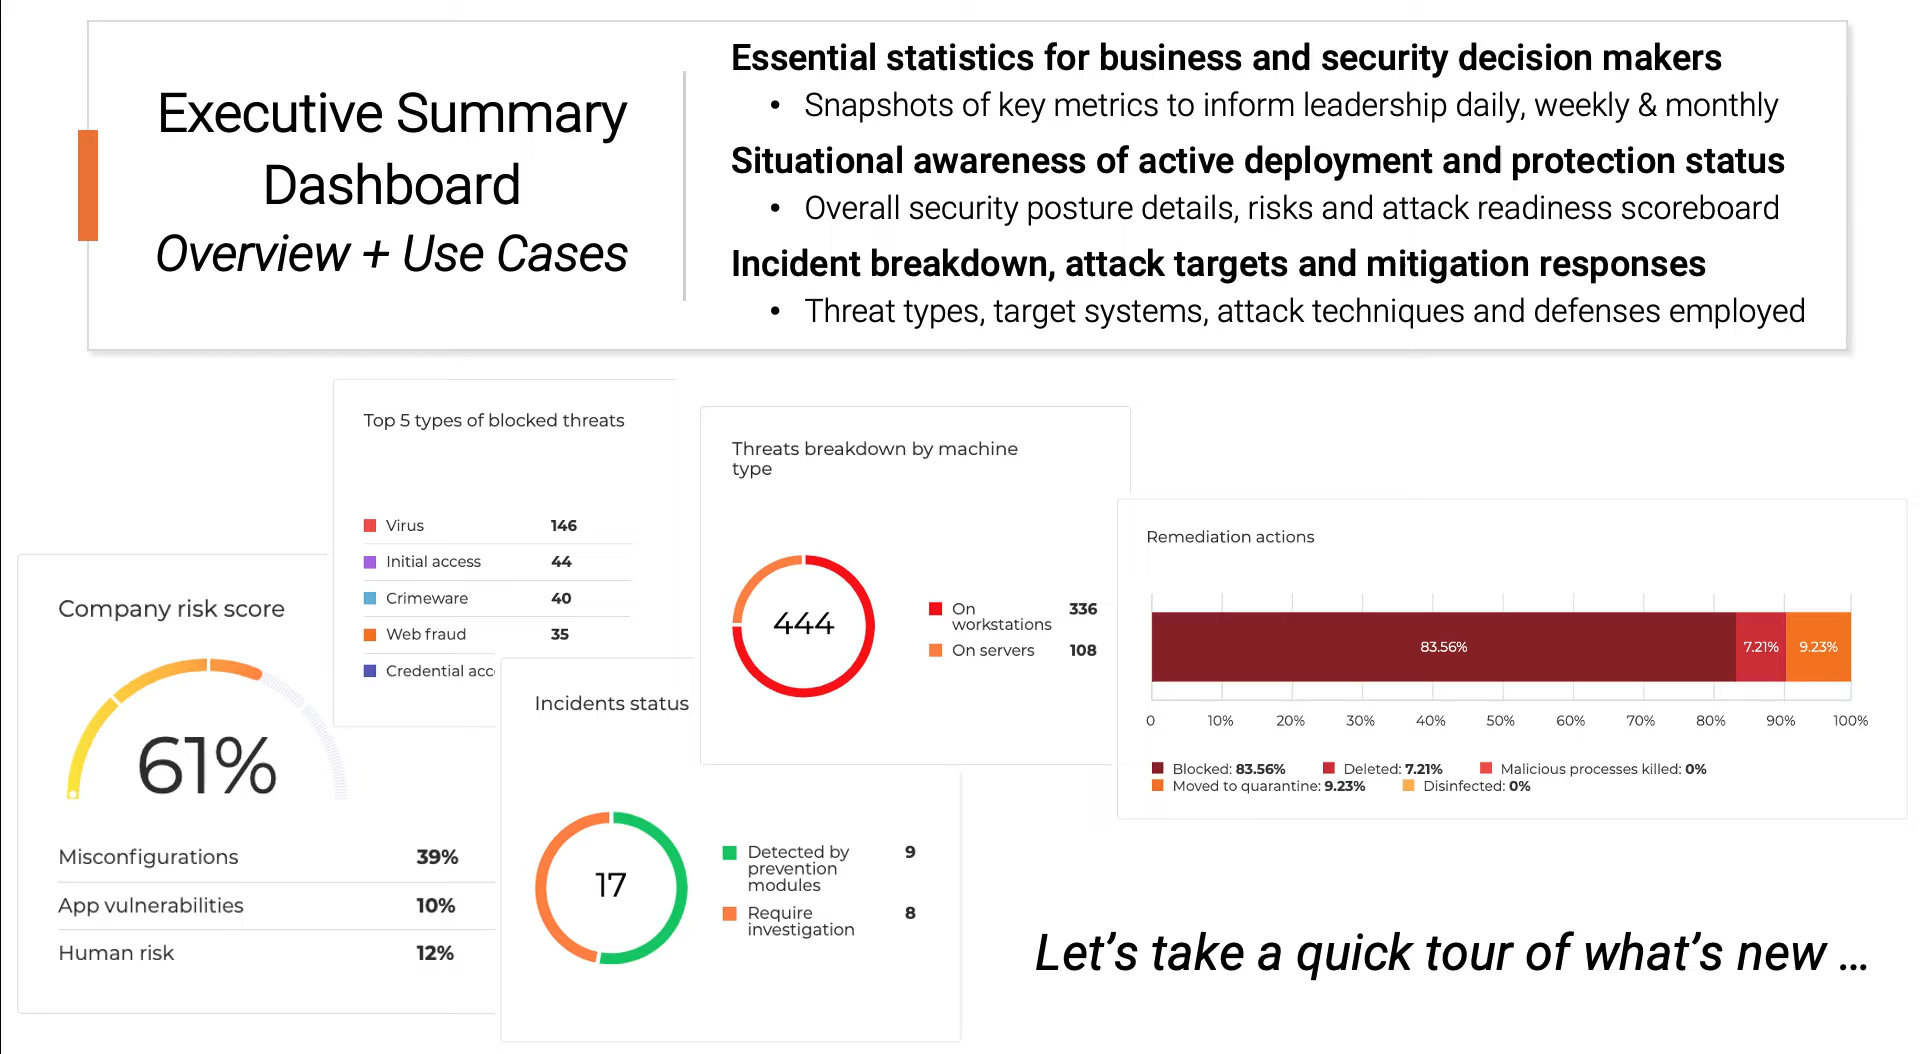 Executive Summary
Dashboard
Overview + Use Cases
Essential statistics for business and security decision makers
• Snapshots of key metrics to inform leadership daily, weekly & monthly
Situational awareness of active deployment and protection status
• Overall security posture details, risks and attack readiness scoreboard
Incident breakdown, attack targets and mitigation responses
• Threat types, target systems, attack techniques and defenses employed
Company risk score
61%
Misconfigurations 39%
App vulnerabilities 10%
Human risk 12%
Top 5 types of blocked threats
Virus 146
Initial access 44
Crimeware 40
Web fraud 35
Credential acc
Incidents status
17
Detected by
prevention
modules
9
Require
investigation
8
Threats breakdown by machine
type
444
On
workstations
336
On servers 108
Remediation actions
83.56% 7.21% 9.23%
0 10% 20% 30% 40% 50% 60% 70% 80% 90% 100%
Blocked: 83.56% Deleted: 7.21% Malicious processes killed: 0%
Moved to quarantine: 9.23% Disinfected: 0%
Let's take a quick tour of what's new ...